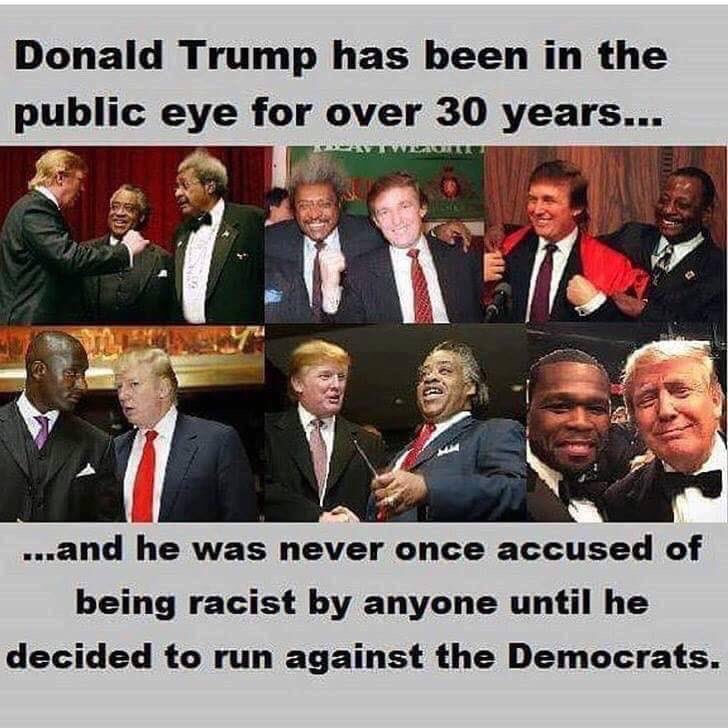 Donald Trump has been in the
public eye for over 30 years...
HEAVYWEIGHT
...and he was never once accused of
being racist by anyone until he
decided to run against the Democrats.